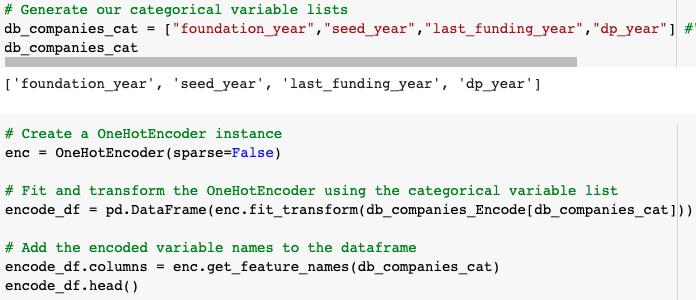 # Generate our categorical variable lists
db_companies_cat = ["foundation_year","seed_year","last_funding_year","dp_year"] #"
db_companies_cat
['foundation_year', 'seed_year', 'last_funding_year', 'dp_year']
# Create a OneHotEncoder instance
enc = OneHotEncoder(sparse=False)
# Fit and transform the OneHotEncoder using the categorical variable list
encode_df = pd.DataFrame(enc.fit_transform(db_companies_Encode[db_companies_cat]))
# Add the encoded variable names to the dataframe
encode_df.columns = enc.get_feature_names(db_companies_cat)
encode_df.head()